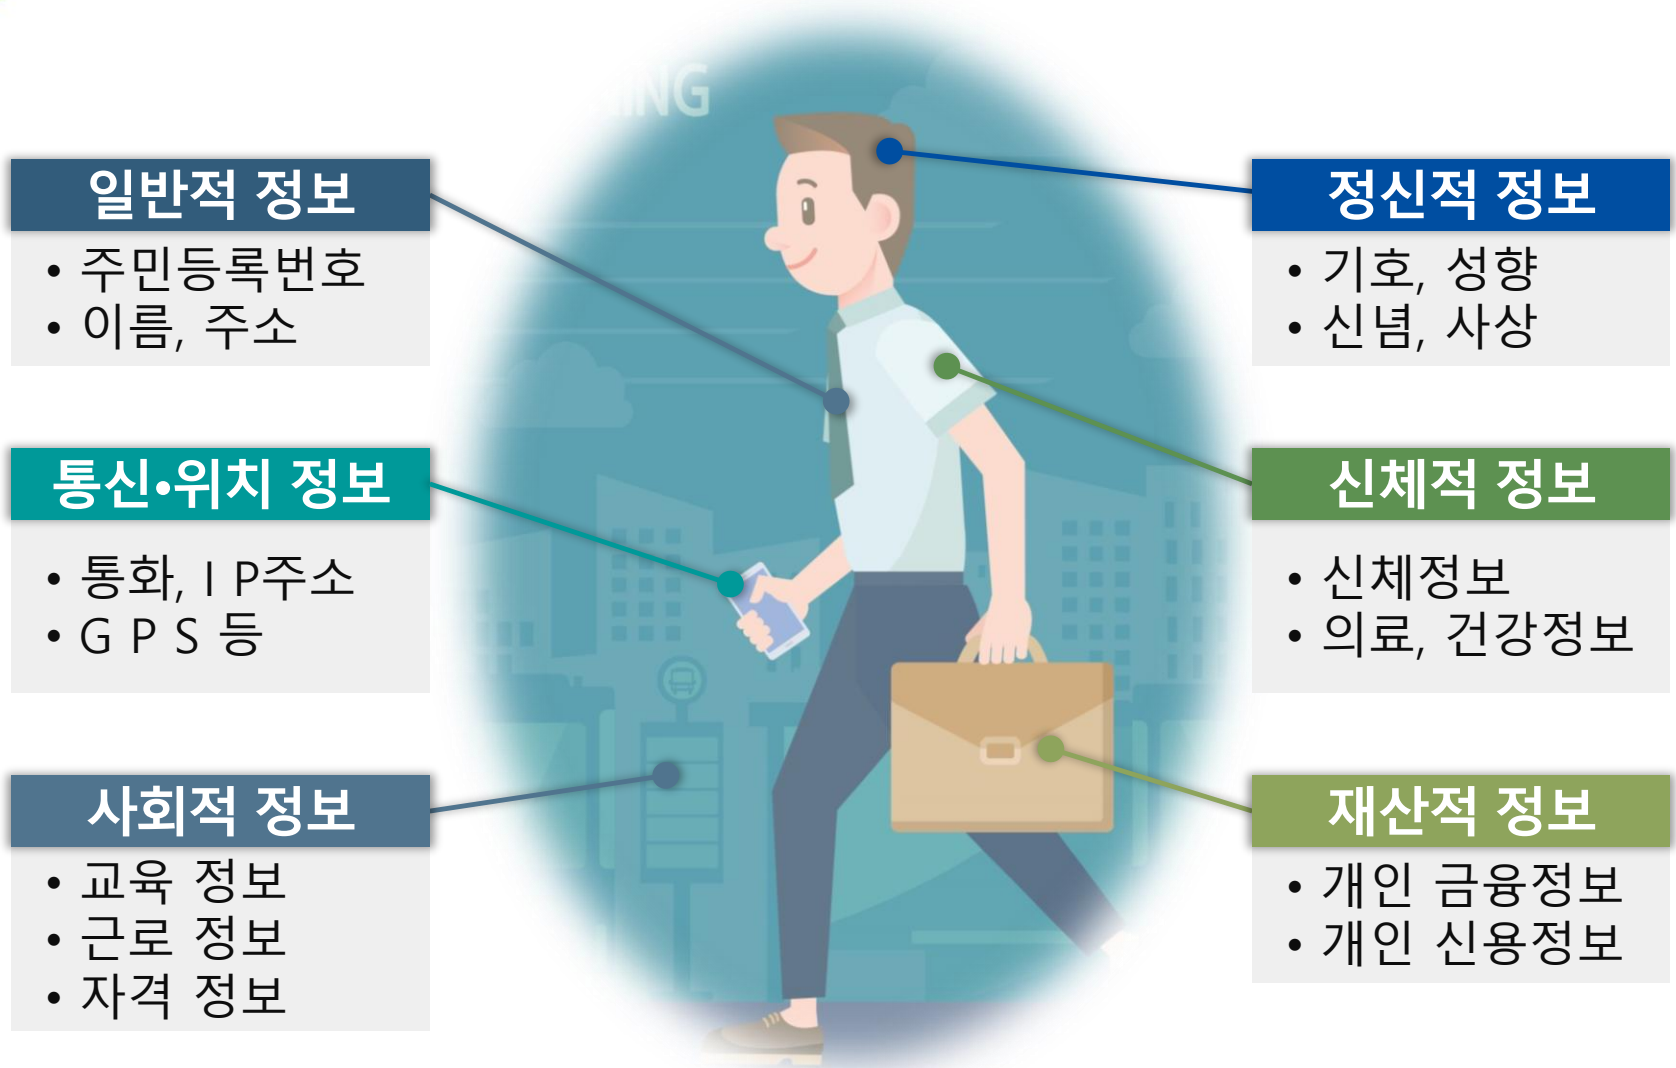 일반적 정보
• 주민등록번호
• 이름, 주소
통신•위치 정보
• 통화, I P주소
• G P S 등
사회적 정보
• 교육 정보
• 근로 정보
• 자격 정보
정신적 정보
• 기호, 성향
• 신념, 사상
신체적 정보
• 신체정보
• 의료, 건강정보
재산적 정보
• 개인 금융정보
• 개인 신용정보